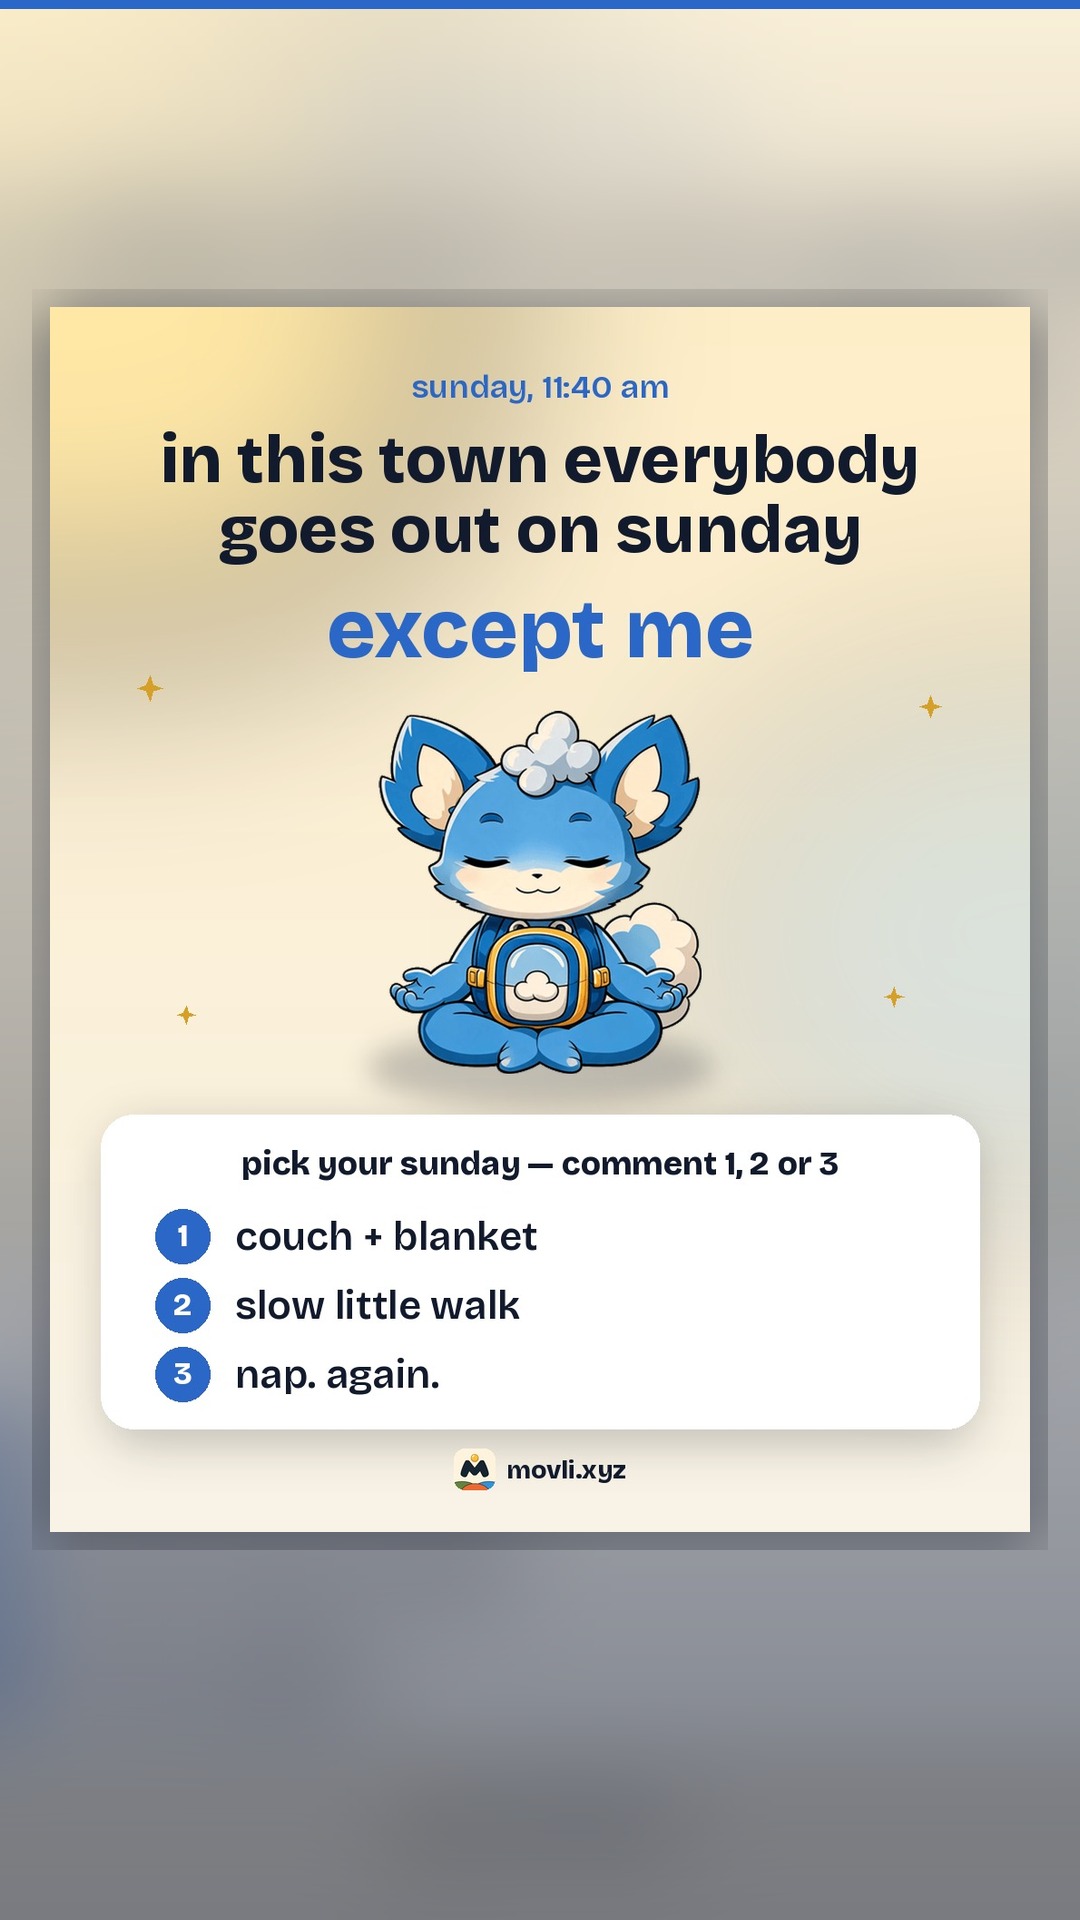 sunday, 11:40 am
in this town everybody
goes out on sunday
except me
pick your sunday — comment 1, 2 or 3
1 couch + blanket
2 slow little walk
3 nap. again.
movli.xyz